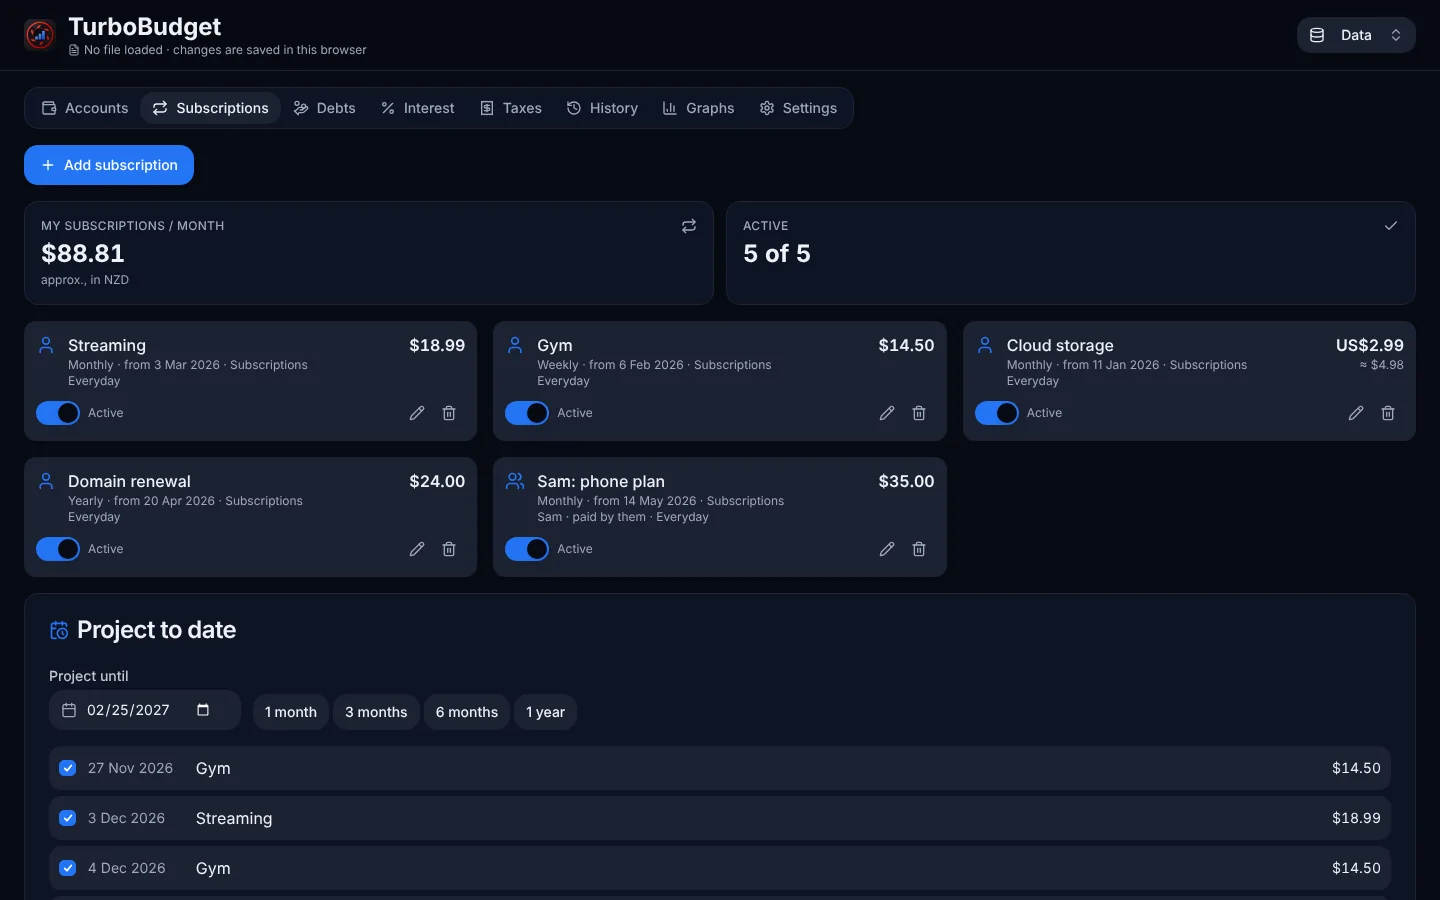 TurboBudget
No file loaded · changes are saved in this browser
Data
Accounts
Subscriptions
Debts
Interest
Taxes
History
Graphs
Settings
+ Add subscription
MY SUBSCRIPTIONS / MONTH
$88.81
approx., in NZD
ACTIVE
5 of 5
Streaming
$18.99
Monthly · from 3 Mar 2026 · Subscriptions
Everyday
Active
Gym
$14.50
Weekly · from 6 Feb 2026 · Subscriptions
Everyday
Active
Cloud storage
US$2.99
Monthly · from 11 Jan 2026 · Subscriptions
≈ $4.98
Everyday
Active
Domain renewal
$24.00
Yearly · from 20 Apr 2026 · Subscriptions
Everyday
Active
Sam: phone plan
$35.00
Monthly · from 14 May 2026 · Subscriptions
Sam · paid by them · Everyday
Active
Project to date
Project until
02/25/2027
1 month
3 months
6 months
1 year
27 Nov 2026 Gym $14.50
3 Dec 2026 Streaming $18.99
4 Dec 2026 Gym $14.50